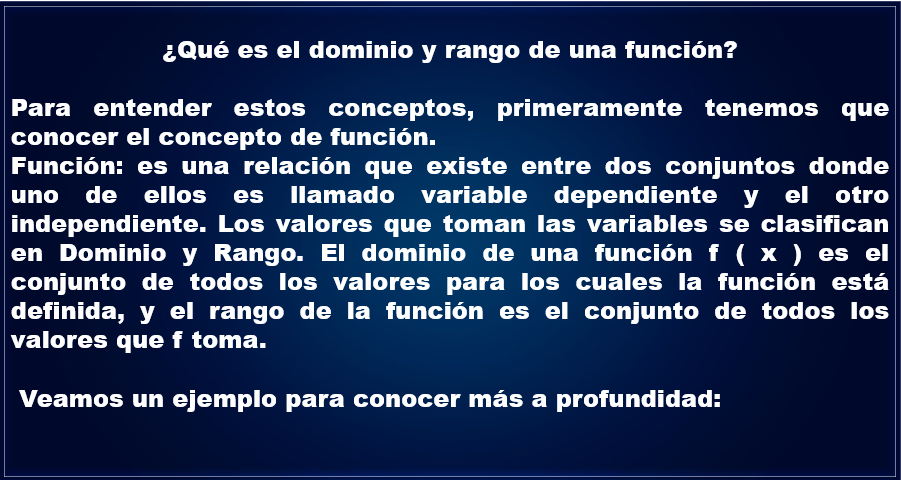 ¿Qué es el dominio y rango de una función?
Para entender estos conceptos, primeramente tenemos que
conocer el concepto de función.
Función: es una relación que existe entre dos conjuntos donde
uno de ellos es llamado variable dependiente y el otro
independiente. Los valores que toman las variables se clasifican
en Dominio y Rango. El dominio de una función f ( x ) es el
conjunto de todos los valores para los cuales la función está
definida, y el rango de la función es el conjunto de todos los
valores que f toma.
Veamos un ejemplo para conocer más a profundidad: